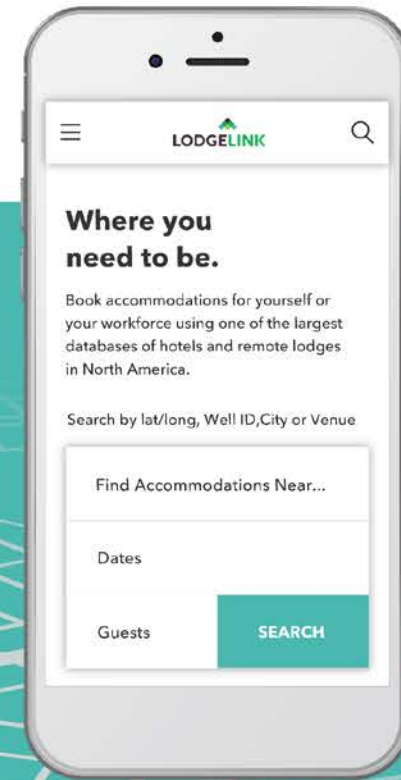 LODGELINK
Where you
need to be.
Book accommodations for yourself or
your workforce using one of the largest
databases of hotels and remote lodges
in North America.
Search by lat/long, Well ID,City or Venue
Find Accommodations Near...
Dates
Guests SEARCH